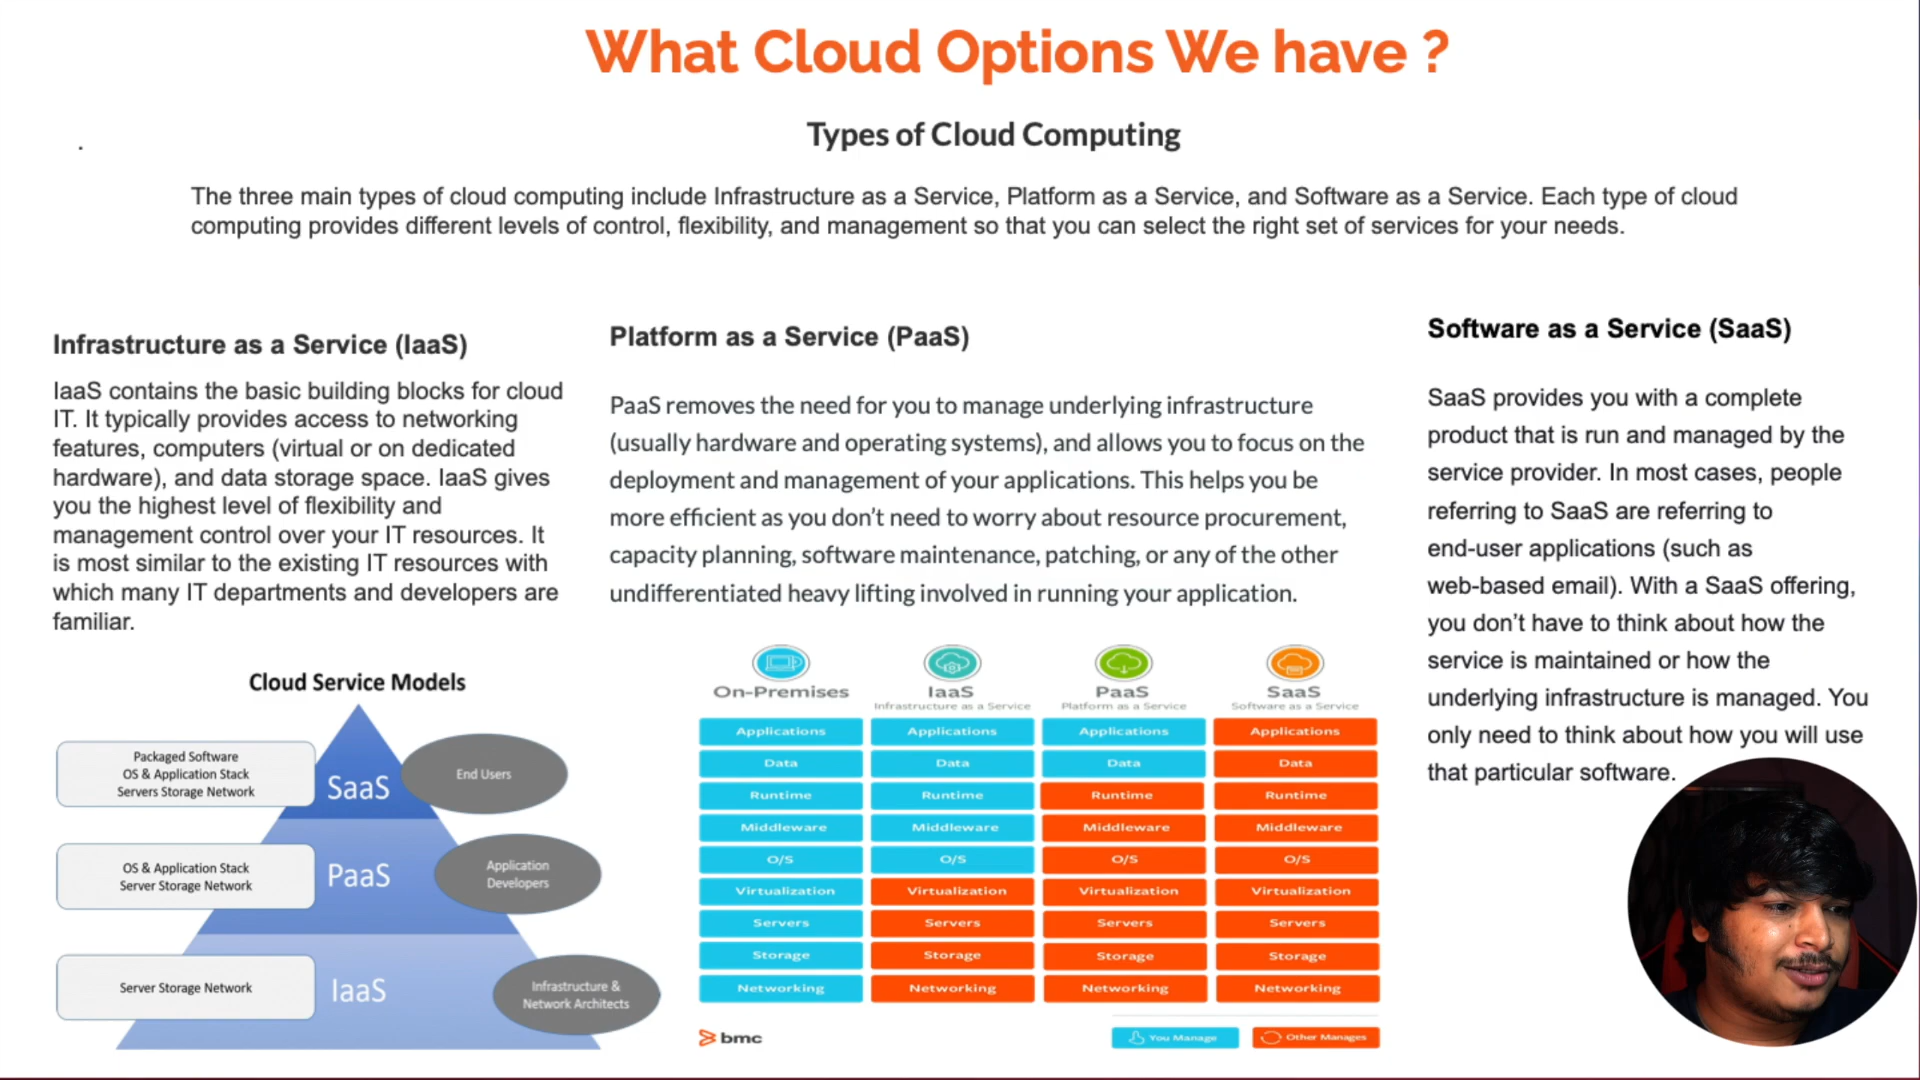 What Cloud Options We have ?
Types of Cloud Computing
.
The three main types of cloud computing include Infrastructure as a Service, Platform as a Service, and Software as a Service. Each type of cloud
computing provides different levels of control, flexibility, and management so that you can select the right set of services for your needs.
Infrastructure as a Service (IaaS)
IaaS contains the basic building blocks for cloud
IT. It typically provides access to networking
features, computers (virtual or on dedicated
hardware), and data storage space. IaaS gives
you the highest level of flexibility and
management control over your IT resources. It
is most similar to the existing IT resources with
which many IT departments and developers are
familiar.
Platform as a Service (PaaS)
PaaS removes the need for you to manage underlying infrastructure
(usually hardware and operating systems), and allows you to focus on the
deployment and management of your applications. This helps you be
more efficient as you don't need to worry about resource procurement,
capacity planning, software maintenance, patching, or any of the other
undifferentiated heavy lifting involved in running your application.
Software as a Service (SaaS)
SaaS provides you with a complete
product that is run and managed by the
service provider. In most cases, people
referring to SaaS are referring to
end-user applications (such as
web-based email). With a SaaS offering,
you don't have to think about how the
service is maintained or how the
underlying infrastructure is managed. You
only need to think about how you will use
that particular software.
Cloud Service Models
Packaged Software
OS & Application Stack
Servers Storage Network
SaaS
End Users
OS & Application Stack
Server Storage Network
PaaS
Application
Developers
Server Storage Network
IaaS
Infrastructure &
Network Architects
On-Premises
IaaS
Infrastructure as a Service
PaaS
Platform as a Service
SaaS
Software as a Service
Applications Applications Applications Applications
Data Data Data Data
Runtime Runtime Runtime Runtime
Middleware Middleware Middleware Middleware
O/S O/S O/S O/S
Virtualization Virtualization Virtualization Virtualization
Servers Servers Servers Servers
Storage Storage Storage Storage
Networking Networking Networking Networking
bmc
You Manage
Other Manages